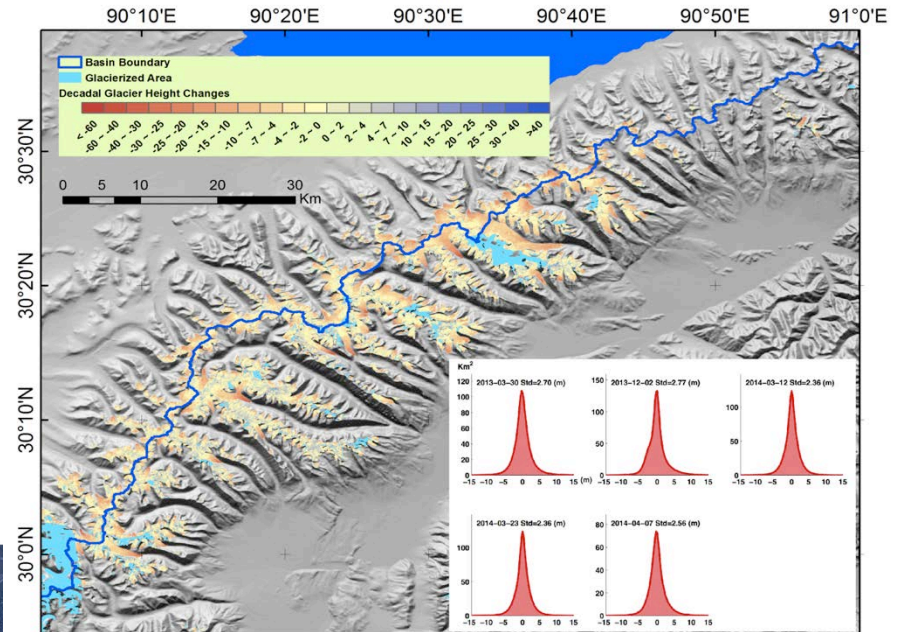 90°10'E 90°20'E 90°30'E 90°40'E 90°50'E 91°0'E
Basin Boundary
Glacierized Area
Decadal Glacier Height Changes
< -60
-60 ~ -40
-40 ~ -30
-30 ~ -25
-25 ~ -20
-20 ~ -15
-15 ~ -10
-10 ~ -7
-7 ~ -4
-4 ~ -2
-2 ~ 0
0 ~ 2
2 ~ 4
4 ~ 7
7 ~ 10
10 ~ 15
15 ~ 20
20 ~ 25
25 ~ 30
30 ~ 40
>40
0 5 10 20 30
Km
30°30'N
30°20'N
30°10'N
30°0'N
Km²
2013-03-30 Std=2.70 (m)
120
100
80
60
40
20
0
-15 -10 -5 0 5 10 15 (m)
2013-12-02 Std=2.77 (m)
150
100
50
0
-15 -10 -5 0 5 10 15
2014-03-12 Std=2.36 (m)
100
50
0
-15 -10 -5 0 5 10 15
2014-03-23 Std=2.36 (m)
100
50
0
-15 -10 -5 0 5 10 15
2014-04-07 Std=2.56 (m)
80
60
40
20
0
-15 -10 -5 0 5 10 15